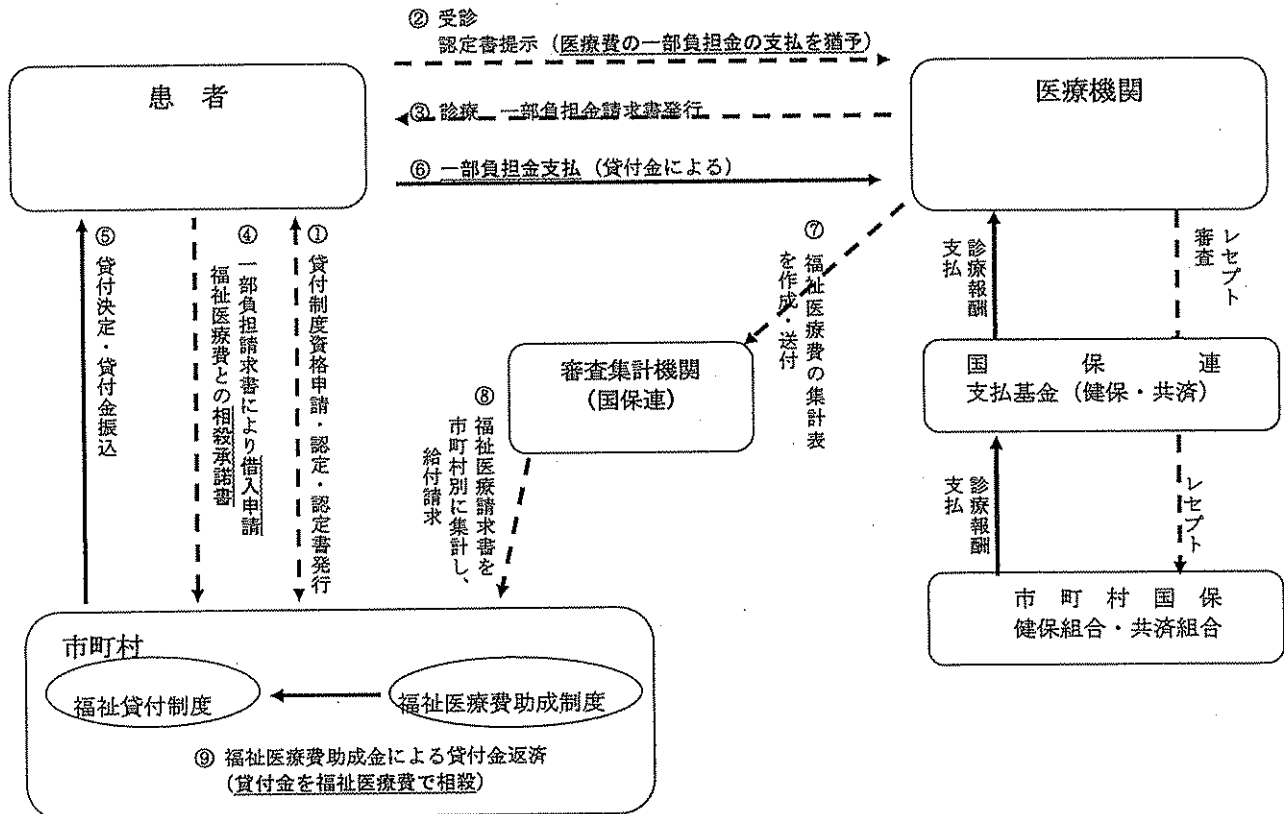 ② 受診
認定書提示（医療費の一部負担金の支払を猶予）
患　者
医療機関
③ 診療　一部負担金請求書発行
⑥ 一部負担金支払（貸付金による）
⑤ 貸付決定・貸付金振込
④ 一部負担請求書により借入申請
福祉医療費との相殺承諾書
① 貸付制度資格申請・認定・認定書発行
⑦ 福祉医療費の集計表
を作成・送付
診療報酬
支払
レセプト
審査
審査集計機関
（国保連）
国　保　連
支払基金（健保・共済）
⑧ 福祉医療請求書を
市町村別に集計し、
給付請求
診療報酬
支払
レセプト
市　町　村　国　保
健保組合・共済組合
市町村
福祉貸付制度
福祉医療費助成制度
⑨ 福祉医療費助成金による貸付金返済
（貸付金を福祉医療費で相殺）